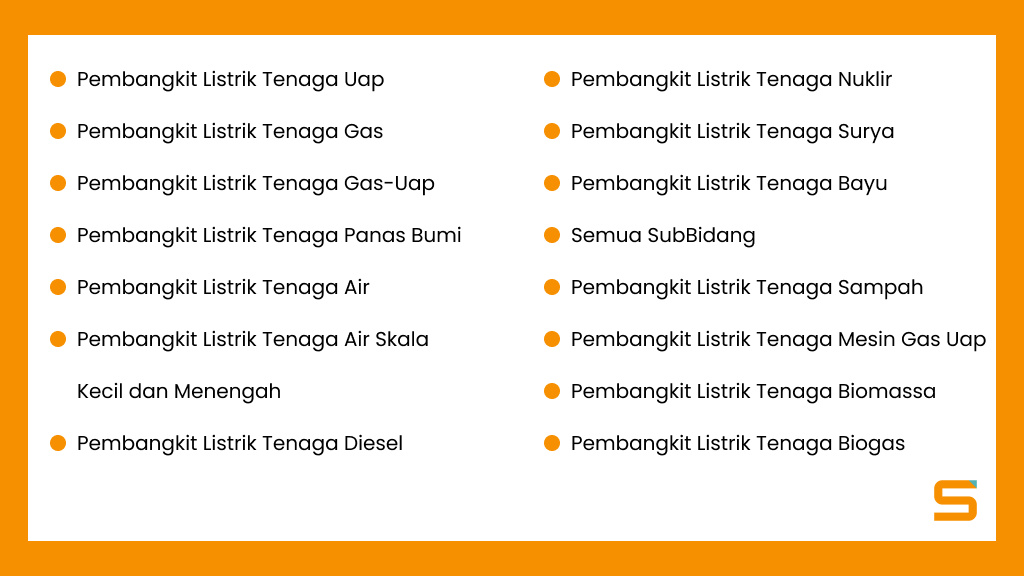 Pembangkit Listrik Tenaga Uap
Pembangkit Listrik Tenaga Gas
Pembangkit Listrik Tenaga Gas-Uap
Pembangkit Listrik Tenaga Panas Bumi
Pembangkit Listrik Tenaga Air
Pembangkit Listrik Tenaga Air Skala
Kecil dan Menengah
Pembangkit Listrik Tenaga Diesel
Pembangkit Listrik Tenaga Nuklir
Pembangkit Listrik Tenaga Surya
Pembangkit Listrik Tenaga Bayu
Semua SubBidang
Pembangkit Listrik Tenaga Sampah
Pembangkit Listrik Tenaga Mesin Gas Uap
Pembangkit Listrik Tenaga Biomassa
Pembangkit Listrik Tenaga Biogas
S